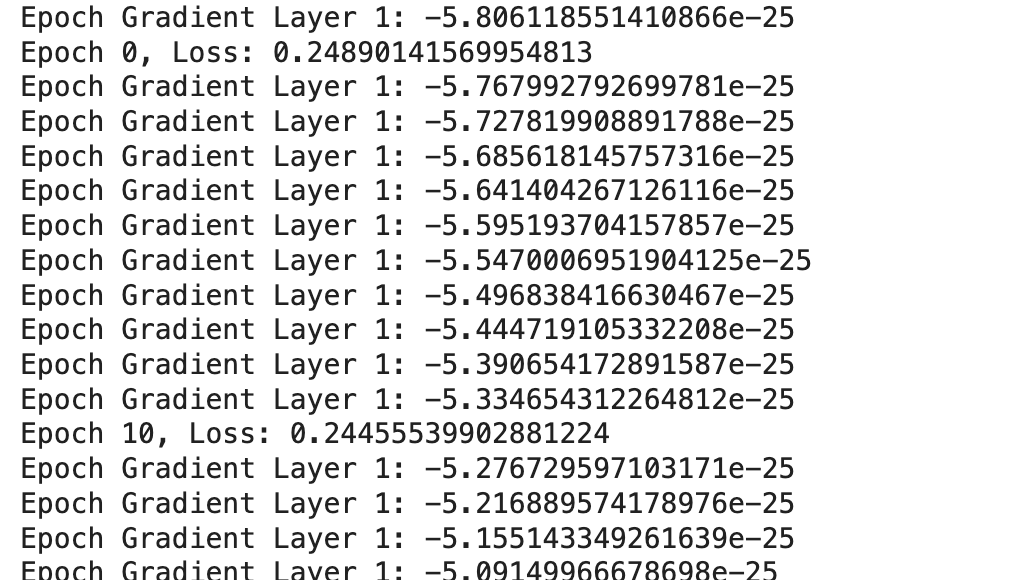 Epoch Gradient Layer 1: -5.806118551410866e-25
Epoch 0, Loss: 0.24890141569954813
Epoch Gradient Layer 1: -5.767992792699781e-25
Epoch Gradient Layer 1: -5.727819908891788e-25
Epoch Gradient Layer 1: -5.685618145757316e-25
Epoch Gradient Layer 1: -5.641404267126116e-25
Epoch Gradient Layer 1: -5.595193704157857e-25
Epoch Gradient Layer 1: -5.5470006951904125e-25
Epoch Gradient Layer 1: -5.496838416630467e-25
Epoch Gradient Layer 1: -5.444719105332208e-25
Epoch Gradient Layer 1: -5.390654172891587e-25
Epoch Gradient Layer 1: -5.334654312264812e-25
Epoch 10, Loss: 0.24455539902881224
Epoch Gradient Layer 1: -5.276729597103171e-25
Epoch Gradient Layer 1: -5.216889574178976e-25
Epoch Gradient Layer 1: -5.155143349261639e-25
Epoch Gradient Layer 1: -5.09149966678698e-25